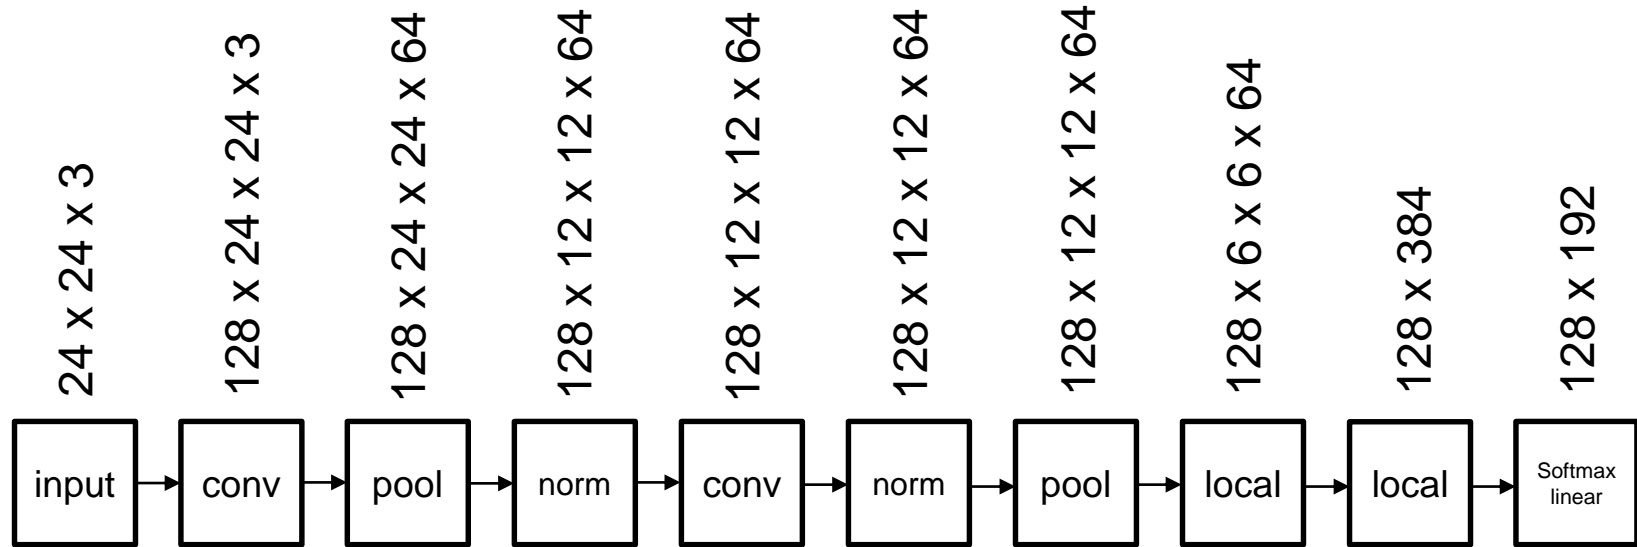 24 x 24 x 3
128 x 24 x 24 x 3
128 x 24 x 24 x 64
128 x 12 x 12 x 64
128 x 12 x 12 x 64
128 x 12 x 12 x 64
128 x 12 x 12 x 64
128 x 6 x 6 x 64
128 x 384
128 x 192
input
conv
pool
norm
conv
norm
pool
local
local
Softmax
linear